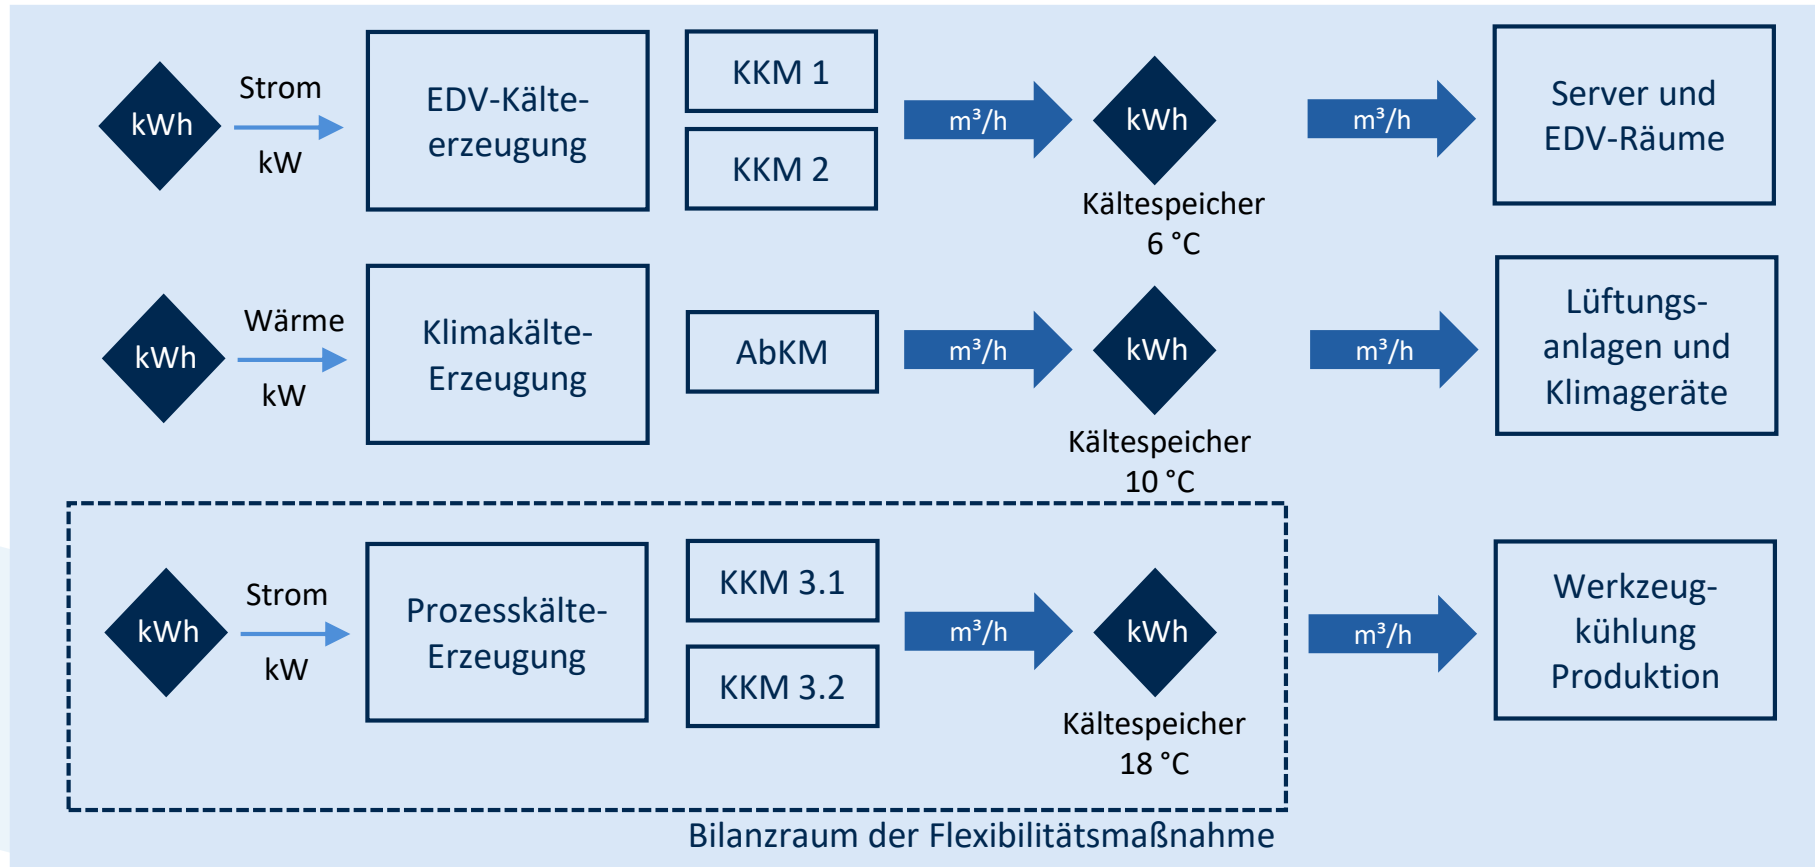 kWh
Strom
kW
EDV-Kälte-
erzeugung
KKM 1
KKM 2
m³/h
kWh
Kältespeicher
6 °C
m³/h
Server und
EDV-Räume
kWh
Wärme
kW
Klimakälte-
Erzeugung
AbKM
m³/h
kWh
Kältespeicher
10 °C
m³/h
Lüftungs-
anlagen und
Klimageräte
kWh
Strom
kW
Prozesskälte-
Erzeugung
KKM 3.1
KKM 3.2
m³/h
kWh
Kältespeicher
18 °C
m³/h
Werkzeug-
kühlung
Produktion
Bilanzraum der Flexibilitätsmaßnahme